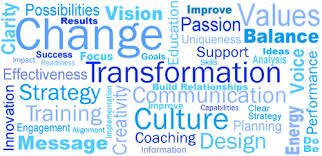 Clarity
Possibilities
Results
Vision
Improve
Passion
Values
Uniqueness
Balance
Change
Education
Success
Focus
Goals
Support
Ideas
Impact
Readiness
Skills
Analysis
Effectiveness
Transformation
Voice
Innovation
Strategy
Implementation
Build Relationships
Communication
Energy
Do
Performance
Training
Creativity
Improve
Capabilities
Clear
Strategy
Engagement
Alignment
Culture
Planning
Message
Coaching
Design
Information